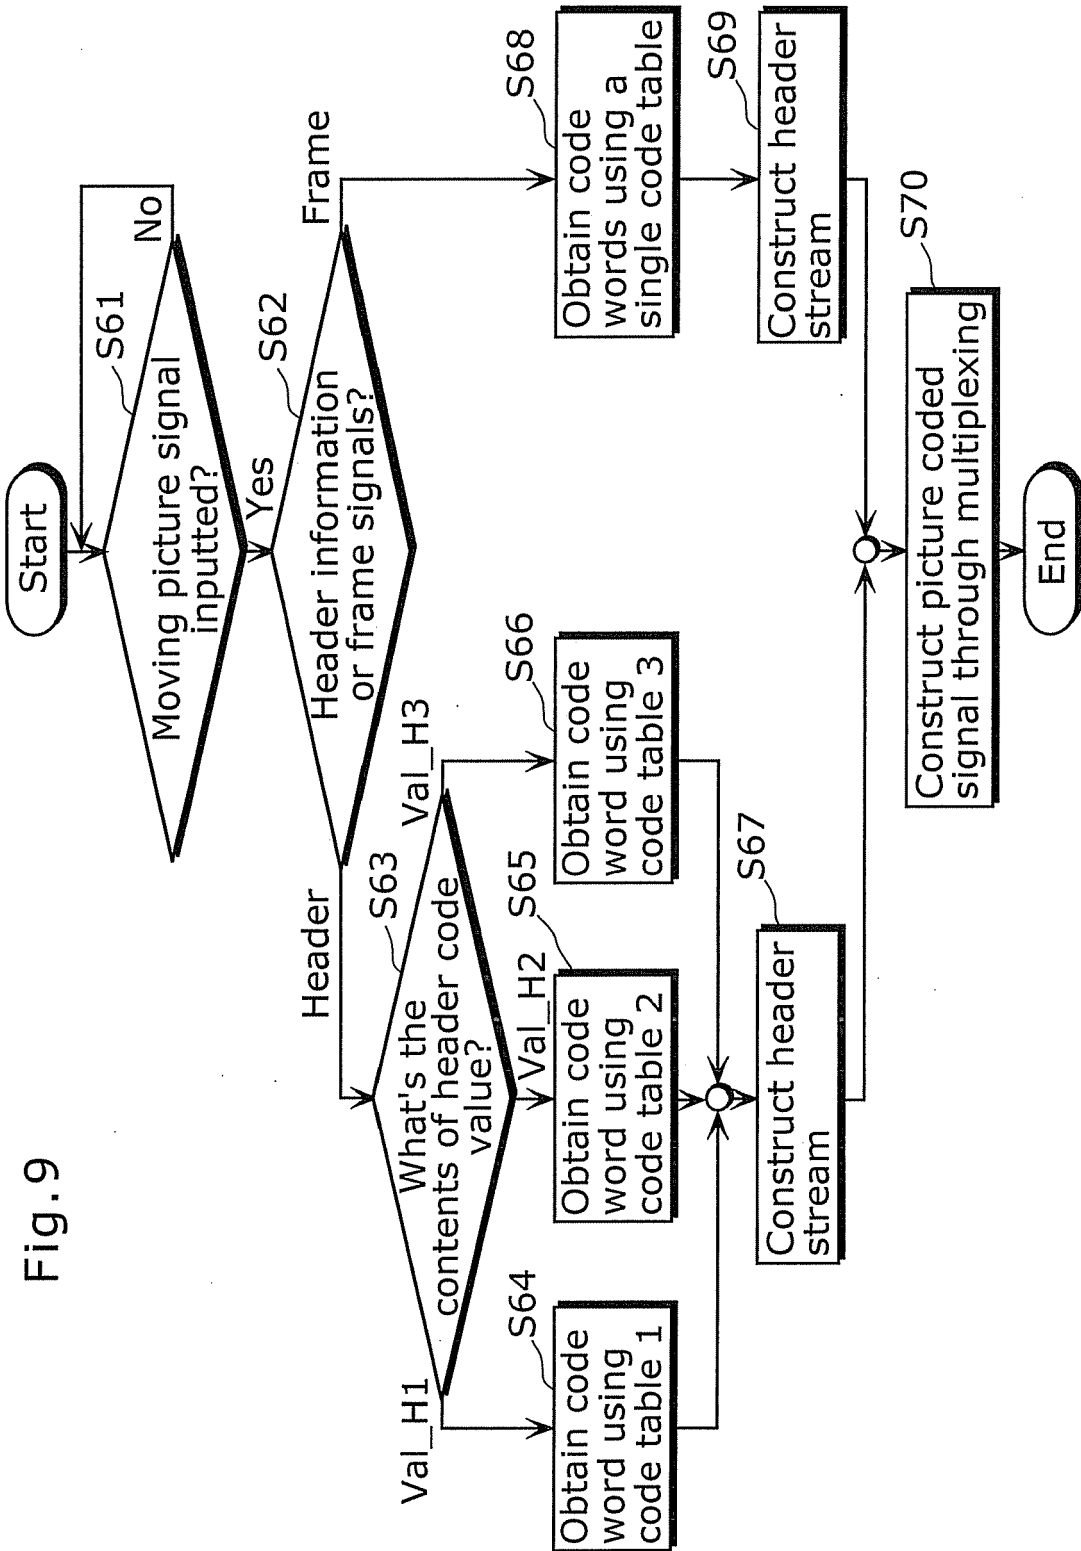 Fig.9
Start
S61
Moving picture signal
inputted?
No
Yes
S62
Header information
or frame signals?
Header
Frame
S63
What's the
contents of header code
value?
Val_H1
Val_H2
Val_H3
S64
Obtain code
word using
code table 1
S65
Obtain code
word using
code table 2
S66
Obtain code
word using
code table 3
S67
Construct header
stream
S68
Obtain code
words using a
single code table
S69
Construct header
stream
S70
Construct picture coded
signal through multiplexing
End